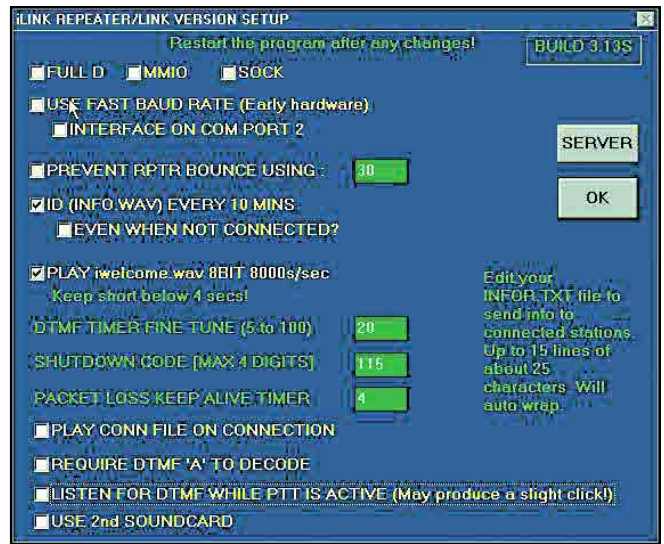 iLINK REPEATER/LINK VERSION SETUP
Restart the program after any changes!
BUILD 3.13S
FULL D
MMIO
SOCK
USE FAST BAUD RATE (Early hardware)
INTERFACE ON COM PORT 2
SERVER
PREVENT RPTR BOUNCE USING :
30
OK
ID (INFO.WAV) EVERY 10 MINS.
EVEN WHEN NOT CONNECTED?
PLAY iwelcome.wav 8BIT 8000s/sec
Keep short below 4 secs!
DTMF TIMER FINE TUNE (5 to 100)
20
SHUTDOWN CODE [MAX 4 DIGITS]
116
PACKET LOSS KEEP ALIVE TIMER
4
Edit your
INFOR.TXT file to
send info to
connected stations.
Up to 15 lines of
about 25
characters. Will
auto wrap.
PLAY CONN FILE ON CONNECTION
REQUIRE DTMF 'A' TO DECODE
LISTEN FOR DTMF WHILE PTT IS ACTIVE (May produce a slight click!)
USE 2nd SOUNDCARD